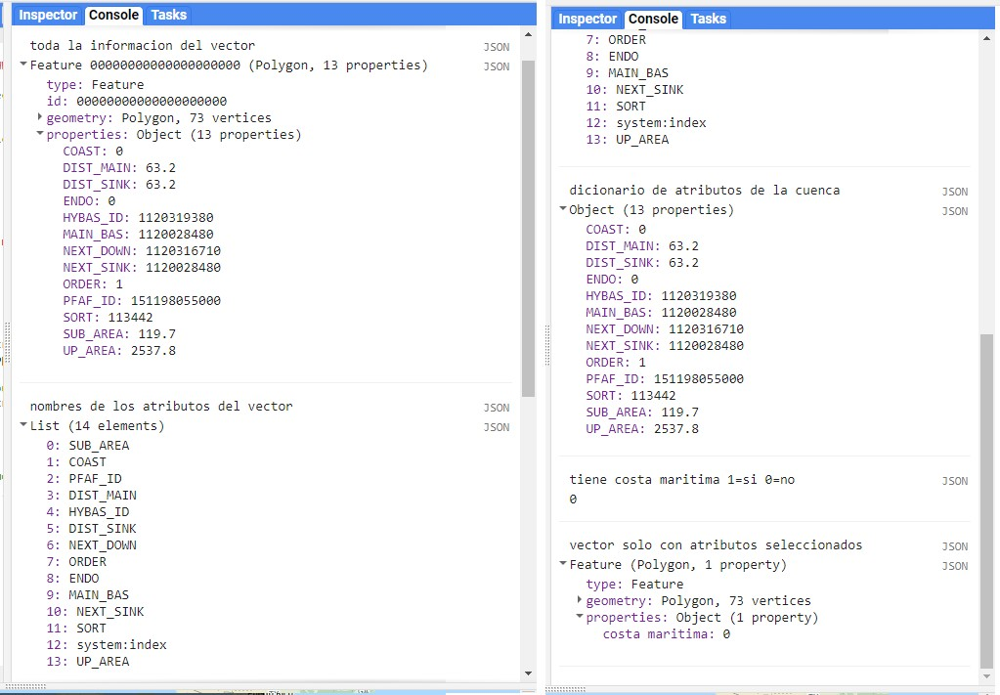 Inspector Console Tasks
toda la informacion del vector JSON
Feature 00000000000000000000 (Polygon, 13 properties) JSON
type: Feature
id: 00000000000000000000
geometry: Polygon, 73 vertices
properties: Object (13 properties)
COAST: 0
DIST_MAIN: 63.2
DIST_SINK: 63.2
ENDO: 0
HYBAS_ID: 1120319380
MAIN_BAS: 1120028480
NEXT_DOWN: 1120316710
NEXT_SINK: 1120028480
ORDER: 1
PFAF_ID: 151198055000
SORT: 113442
SUB_AREA: 119.7
UP_AREA: 2537.8
nombres de los atributos del vector JSON
List (14 elements) JSON
0: SUB_AREA
1: COAST
2: PFAF_ID
3: DIST_MAIN
4: HYBAS_ID
5: DIST_SINK
6: NEXT_DOWN
7: ORDER
8: ENDO
9: MAIN_BAS
10: NEXT_SINK
11: SORT
12: system:index
13: UP_AREA
Inspector Console Tasks
7: ORDER
8: ENDO
9: MAIN_BAS
10: NEXT_SINK
11: SORT
12: system:index
13: UP_AREA
dicionario de atributos de la cuenca JSON
Object (13 properties) JSON
COAST: 0
DIST_MAIN: 63.2
DIST_SINK: 63.2
ENDO: 0
HYBAS_ID: 1120319380
MAIN_BAS: 1120028480
NEXT_DOWN: 1120316710
NEXT_SINK: 1120028480
ORDER: 1
PFAF_ID: 151198055000
SORT: 113442
SUB_AREA: 119.7
UP_AREA: 2537.8
tiene costa maritima 1=si 0=no JSON
0
vector solo con atributos seleccionados JSON
Feature (Polygon, 1 property) JSON
type: Feature
geometry: Polygon, 73 vertices
properties: Object (1 property)
costa maritima: 0